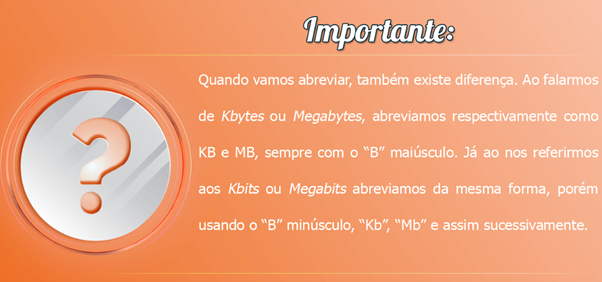 Importante:
Quando vamos abreviar, também existe diferença. Ao falarmos
de Kbytes ou Megabytes, abreviamos respectivamente como
KB e MB, sempre com o “B” maiúsculo. Já ao nos referirmos
aos Kbits ou Megabits abreviamos da mesma forma, porém
usando o “B” minúsculo, “Kb”, “Mb” e assim sucessivamente.
?